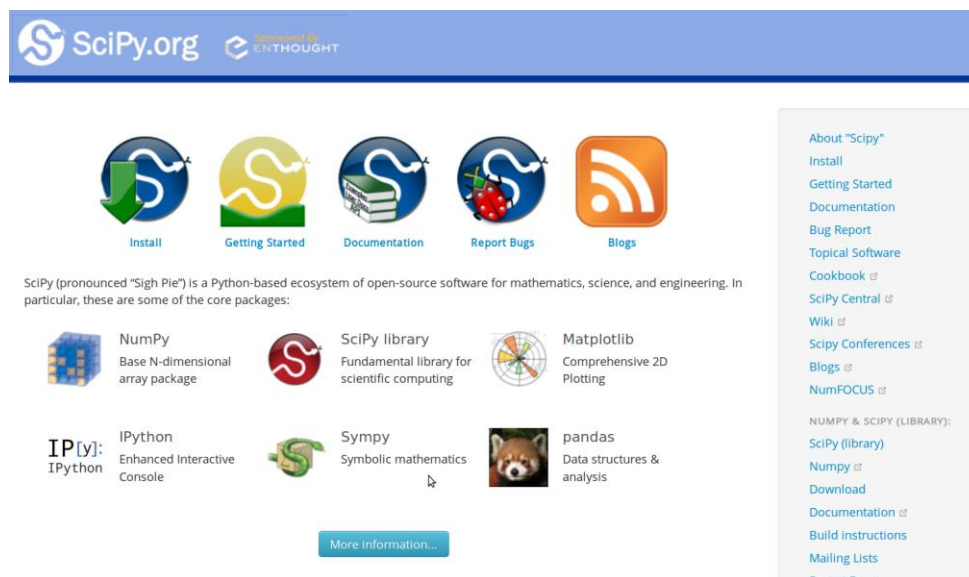 SciPy.org
Sponsored By
ENTHOUGHT
Install
Getting Started
Documentation
Report Bugs
Blogs
SciPy (pronounced “Sigh Pie”) is a Python-based ecosystem of open-source software for mathematics, science, and engineering. In
particular, these are some of the core packages:
NumPy
Base N-dimensional
array package
SciPy library
Fundamental library for
scientific computing
Matplotlib
Comprehensive 2D
Plotting
IP[y]:
IPython
IPython
Enhanced Interactive
Console
Sympy
Symbolic mathematics
pandas
Data structures &
analysis
More information...
About "Scipy"
Install
Getting Started
Documentation
Bug Report
Topical Software
Cookbook
SciPy Central
Wiki
Scipy Conferences
Blogs
NumFOCUS
NUMPY & SCIPY (LIBRARY):
SciPy (library)
Numpy
Download
Documentation
Build instructions
Mailing Lists